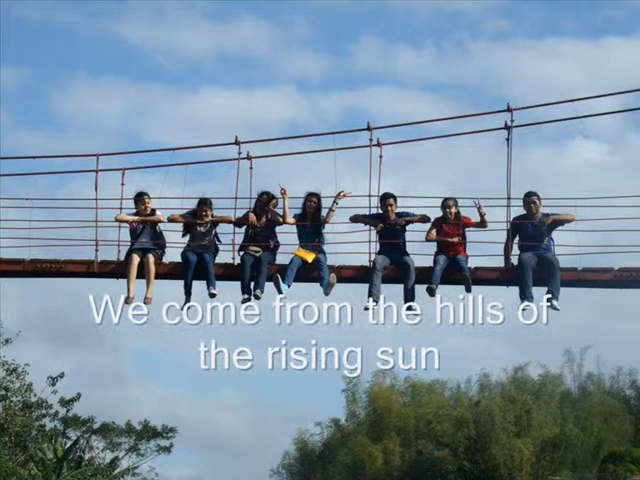 We come from the hills of
the rising sun